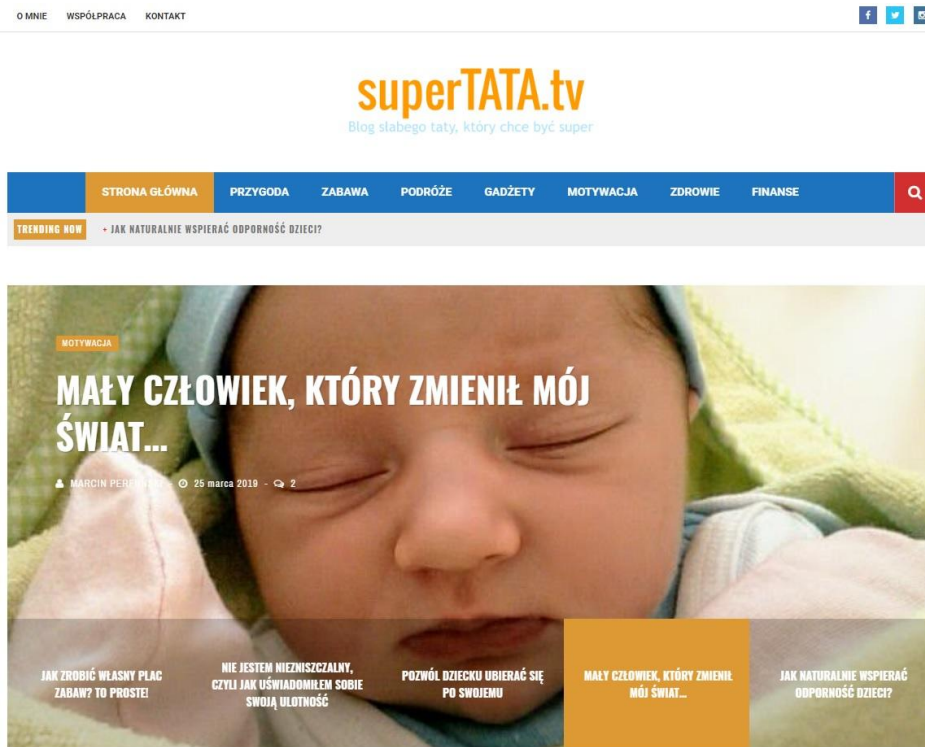 O MNIE WSPÓŁPRACA KONTAKT
superTATA.tv
Blog słabego taty, który chce być super
STRONA GŁÓWNA PRZYGODA ZABAWA PODRÓŻE GADŻETY MOTYWACJA ZDROWIE FINANSE
TRENDING NOW + JAK NATURALNIE WSPIERAĆ ODPORNOŚĆ DZIECI?
MOTYWACJA
MAŁY CZŁOWIEK, KTÓRY ZMIENIŁ MÓJ
ŚWIAT...
MARCIN - 25 marca 2019 - 2
JAK ZROBIĆ WŁASNY PLAC
ZABAW? TO PROSTE!
NIE JESTEM NIEZNISZCZALNY,
CZYLI JAK UŚWIADOMIŁEM SOBIE
SWOJĄ ULOTNOŚĆ
POZWÓL DZIECKU UBIERAĆ SIĘ
PO SWOJEMU
MAŁY CZŁOWIEK, KTÓRY ZMIENIŁ
MÓJ ŚWIAT...
JAK NATURALNIE WSPIERAĆ
ODPORNOŚĆ DZIECI?